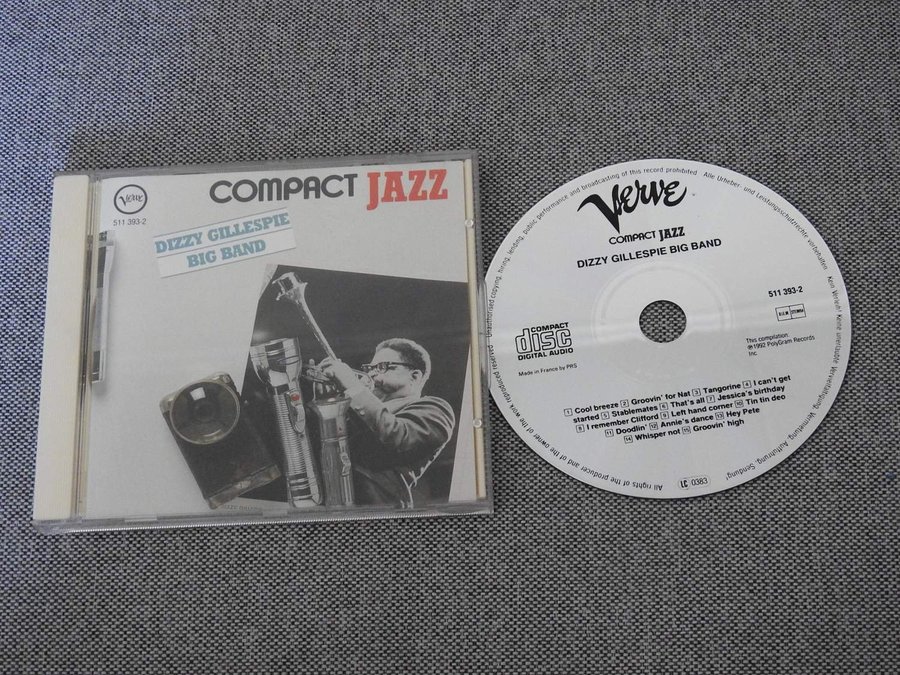 COMPACT JAZZ
VERVE
511 393-2
DIZZY GILLESPIE
BIG BAND
Verve
COMPACT JAZZ
DIZZY GILLESPIE BIG BAND
511 393-2
COMPACT
disc
DIGITAL AUDIO
Made in France by PRS
This compilation
℗1992 PolyGram Records
Inc
1 Cool breeze 2 Groovin' for Nat 3 Tangorine 4 I can't get
started 5 Stablemates 6 That's all 7 Jessica's birthday
8 I remember Clifford 9 Left hand corner 10 Tin tin deo
11 Doodlin' 12 Annie's dance 13 Hey Pete
14 Whisper not 15 Groovin' high
LC 0383
All rights of the producer and of the owner of the work reproduced reserved. Unauthorised copying, hiring, lending, public performance and broadcasting of this record prohibited. Alle Urheber- und Leistungsschutzrechte vorbehalten. Kein Verleih! Keine unerlaubte Vervielfältigung, Vermietung, Aufführung, Sendung!